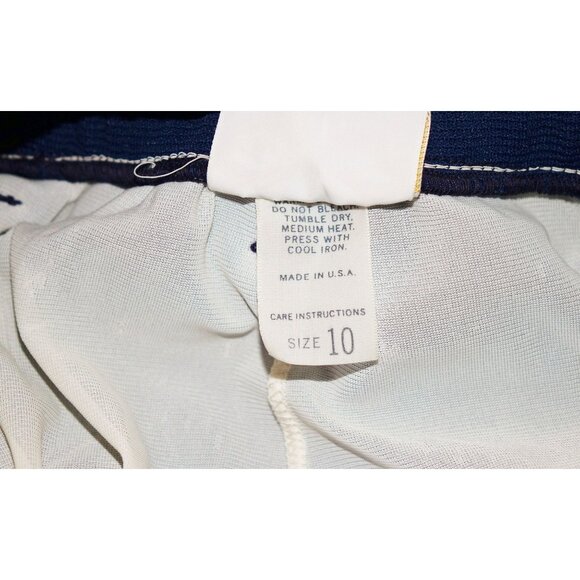 DO NOT BLEACH.
TUMBLE DRY,
MEDIUM HEAT.
PRESS WITH
COOL IRON.
MADE IN U.S.A.
CARE INSTRUCTIONS
SIZE 10